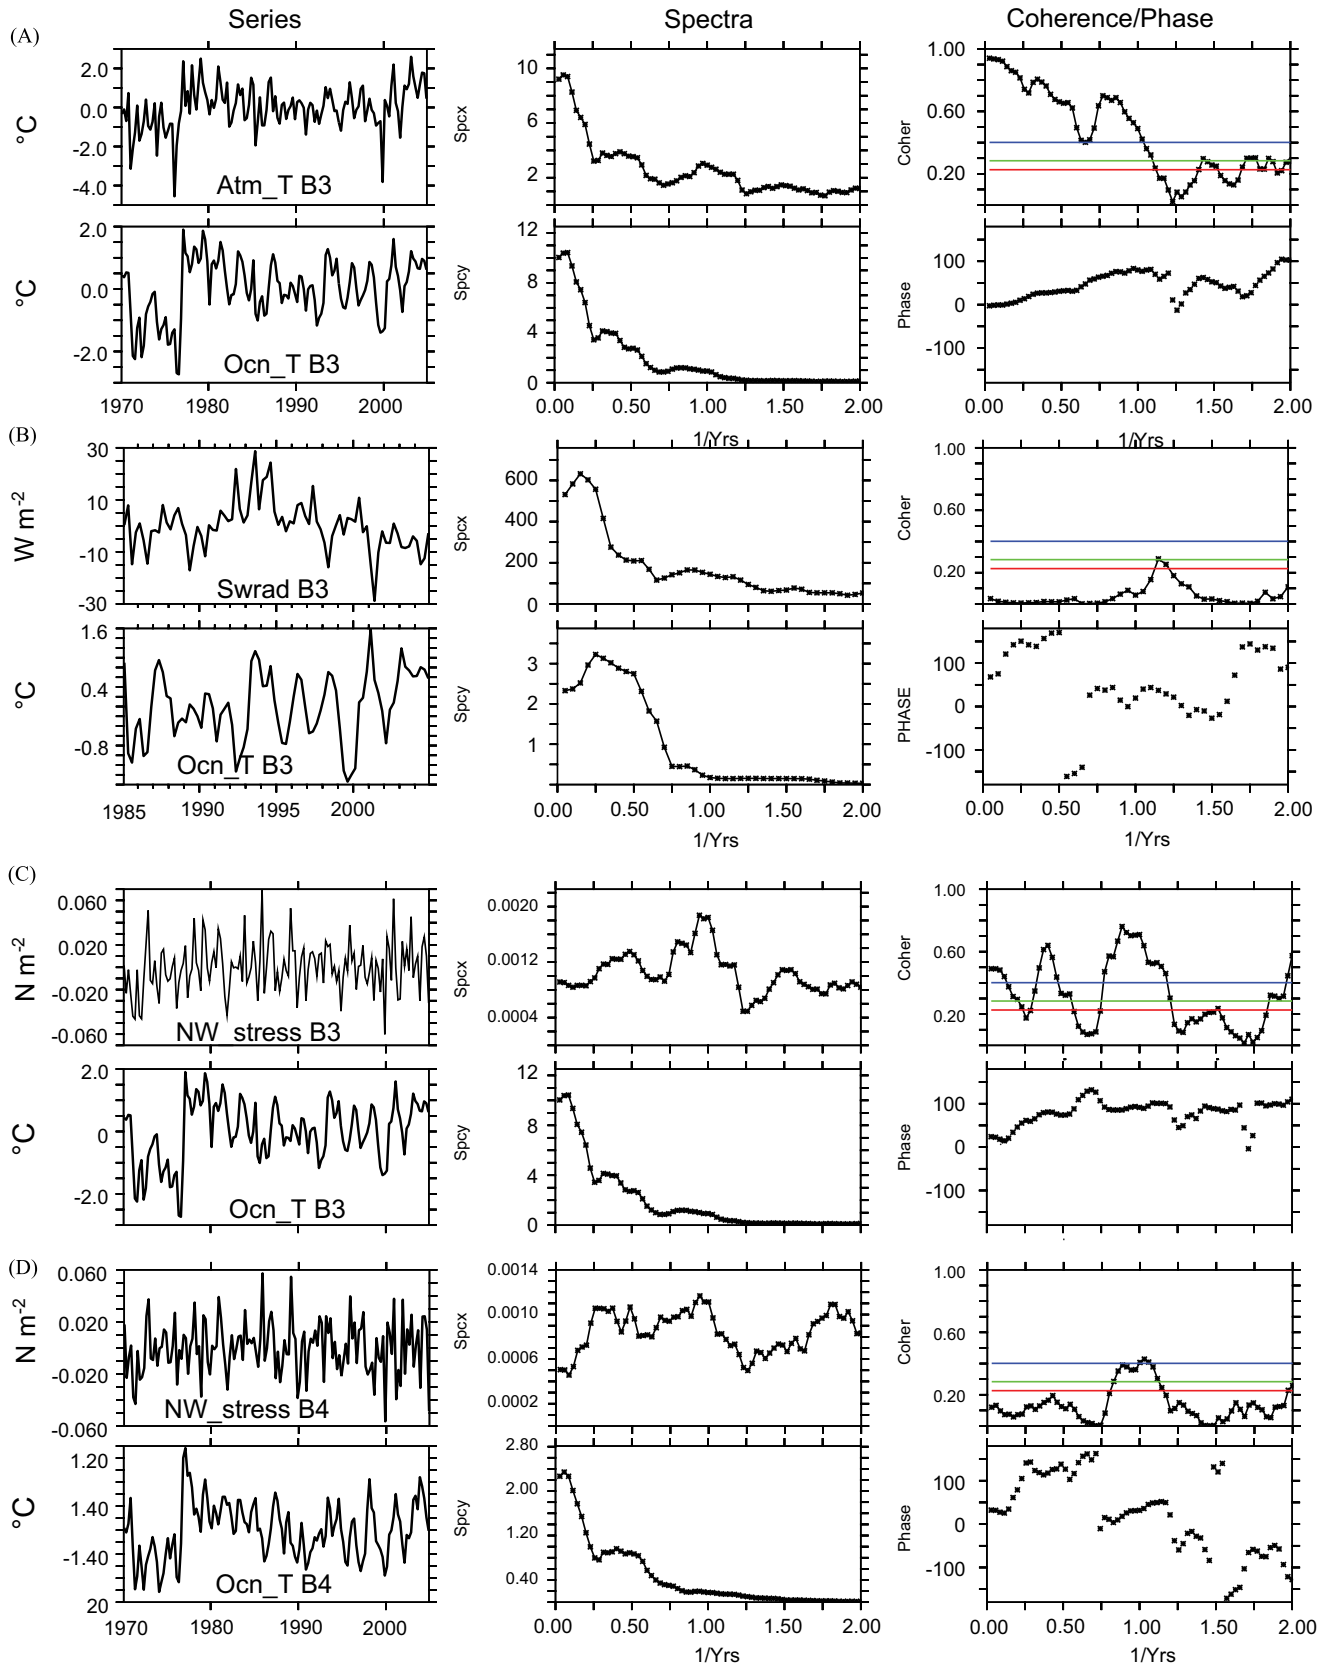 Series Spectra Coherence/Phase
(A)
2.0
0.0
-2.0
-4.0
°C
Atm_T B3
10
6
2
Spcx
1.00
0.60
0.20
Coher
2.0
0.0
-2.0
°C
Ocn_T B3
1970 1980 1990 2000
12
8
4
0
Spcy
0.00 0.50 1.00 1.50 2.00
1/Yrs
100
0
-100
Phase
0.00 0.50 1.00 1.50 2.00
1/Yrs
(B)
30
10
-10
-30
W m-2
Swrad B3
600
400
200
0
Spcx
1.00
0.60
0.20
Coher
1.6
0.4
-0.8
°C
Ocn_T B3
1985 1990 1995 2000
3
2
1
Spcy
0.00 0.50 1.00 1.50 2.00
1/Yrs
100
0
-100
PHASE
0.00 0.50 1.00 1.50 2.00
1/Yrs
(C)
0.060
0.020
-0.020
-0.060
N m-2
NW_stress B3
0.0020
0.0012
0.0004
Spcx
1.00
0.60
0.20
Coher
2.0
0
-2.0
°C
Ocn_T B3
12
8
4
0
Spcy
100
0
-100
Phase
(D)
0.060
0.020
-0.020
-0.060
N m-2
NW_stress B4
0.0014
0.0010
0.0006
0.0002
Spcx
1.00
0.60
0.20
Coher
1.20
1.40
-1.40
20
°C
Ocn_T B4
1970 1980 1990 2000
2.80
2.00
1.20
0.40
Spcy
0.00 0.50 1.00 1.50 2.00
1/Yrs
100
0
-100
Phase
0.00 0.50 1.00 1.50 2.00
1/Yrs